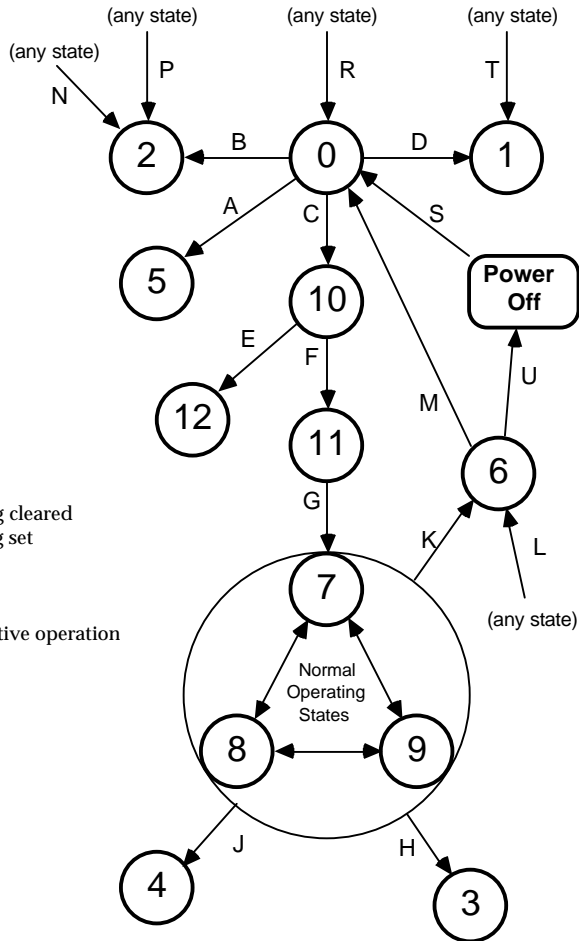 (any state)
(any state)
(any state)
(any state)
P
R
T
N
2
B
0
D
1
A
C
S
5
10
Power
Off
E
F
M
U
12
11
6
g cleared
g set
G
K
L
7
(any state)
tive operation
Normal
Operating
States
8
9
J
H
4
3